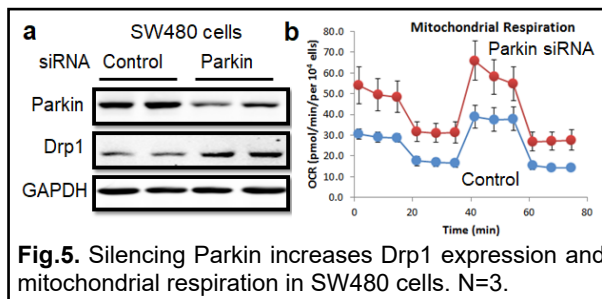 a
SW480 cells
siRNA Control Parkin
Parkin
Drp1
GAPDH
b
Mitochondrial Respiration
Parkin siRNA
Control
OCR (pmol/min/per 10⁴ ells)
80.0
70.0
60.0
50.0
40.0
30.0
20.0
10.0
0.0
0 20 40 60 80
Time (min)
Fig.5. Silencing Parkin increases Drp1 expression and
mitochondrial respiration in SW480 cells. N=3.